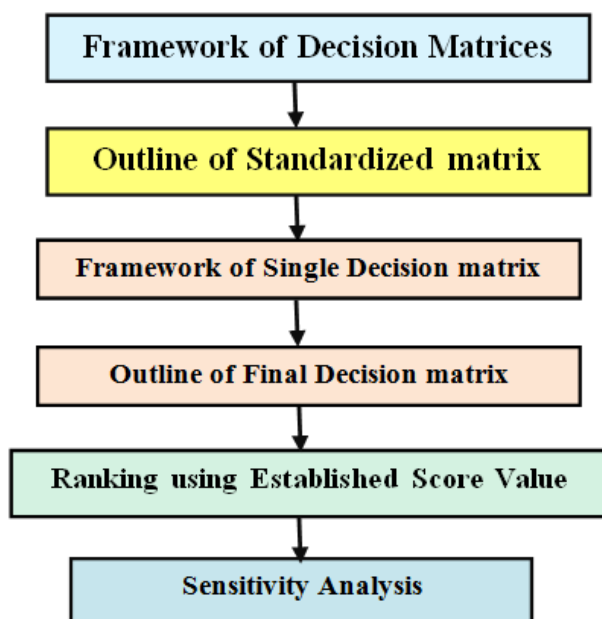 Framework of Decision Matrices
Outline of Standardized matrix
Framework of Single Decision matrix
Outline of Final Decision matrix
Ranking using Established Score Value
Sensitivity Analysis